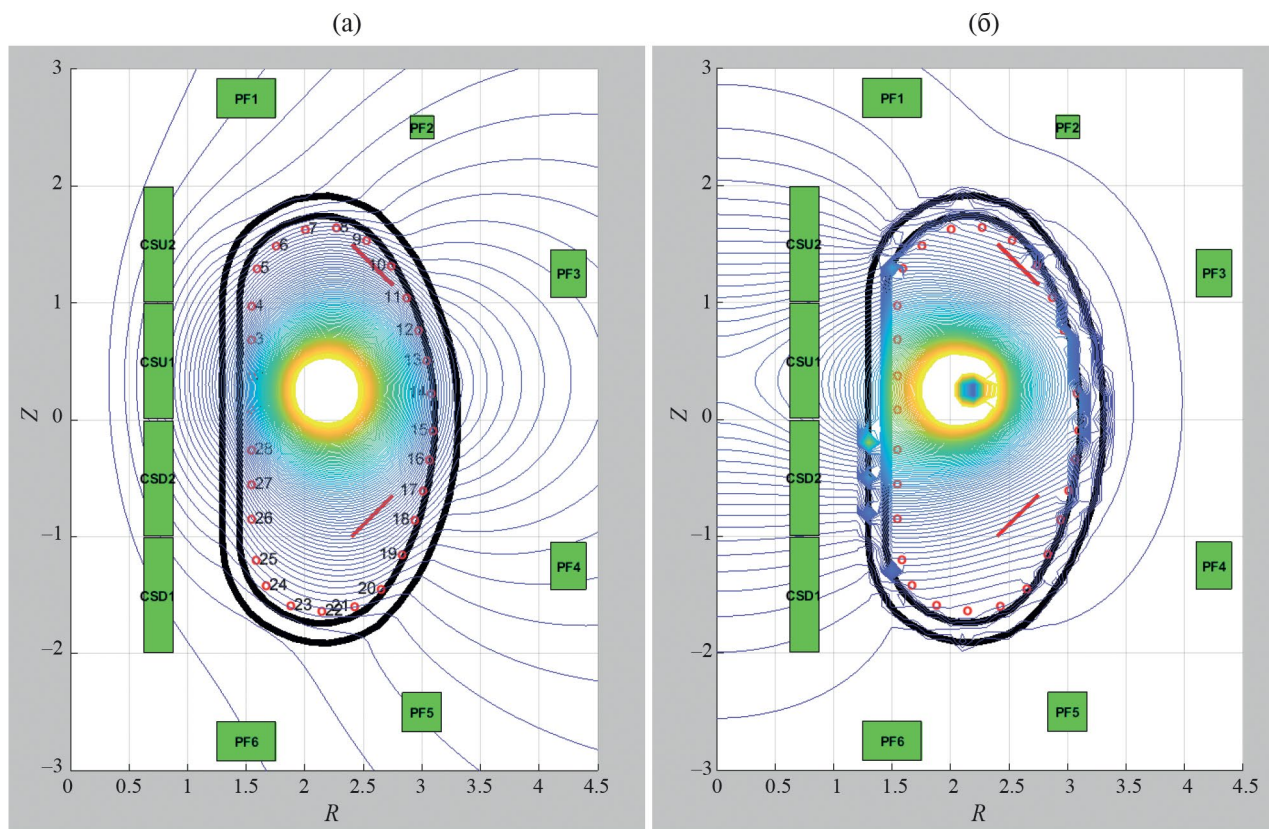 (а)
(б)
3
2
1
0
–1
–2
–3
Z
0
0.5
1
1.5
2
2.5
3
3.5
4
4.5
R
PF1
PF2
PF3
PF4
PF5
PF6
CSU2
CSU1
CSD2
CSD1
3
4
5
6
7
8
9
10
11
12
13
14
15
16
17
18
19
20
21
22
23
24
25
26
27
28
3
2
1
0
–1
–2
–3
Z
0
0.5
1
1.5
2
2.5
3
3.5
4
4.5
R
PF1
PF2
PF3
PF4
PF5
PF6
CSU2
CSU1
CSD2
CSD1